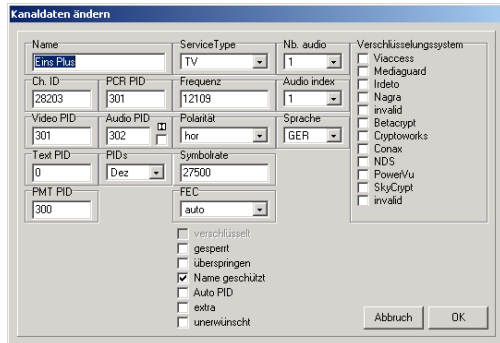 Kanaldaten ändern
Name
Eins Plus
ServiceType
TV
Nb. audio
1
Verschlüsselungssystem
Viaccess
Mediaguard
Irdeto
Nagra
invalid
Betacrypt
Cryptoworks
Conax
NDS
PowerVu
SkyCrypt
invalid
Ch. ID
28203
PCR PID
301
Frequenz
12109
Audio index
1
Video PID
301
Audio PID
302
Polarität
hor
Sprache
GER
Text PID
0
PIDs
Dez
Symbolrate
27500
PMT PID
300
FEC
auto
verschlüsselt
gesperrt
überspringen
Name geschützt
Auto PID
extra
unerwünscht
Abbruch
OK